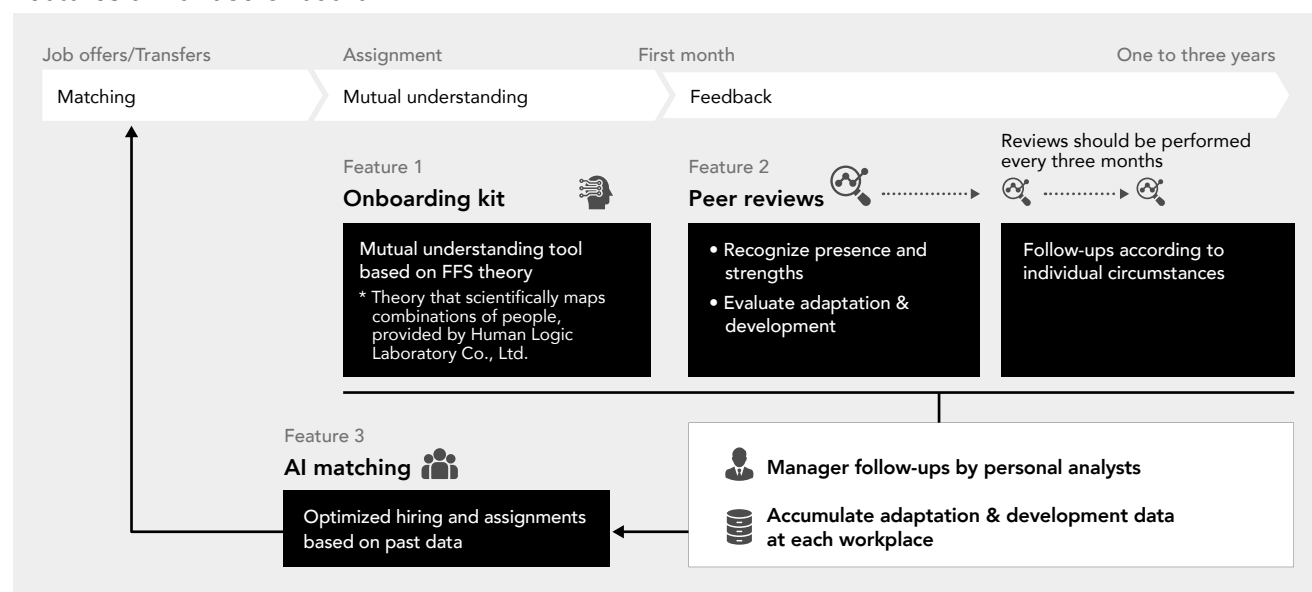 Job offers/Transfers
Assignment
First month
One to three years
Matching
Mutual understanding
Feedback
Reviews should be performed
every three months
Feature 1
Onboarding kit
Feature 2
Peer reviews
Mutual understanding tool
based on FFS theory
* Theory that scientifically maps
combinations of people,
provided by Human Logic
Laboratory Co., Ltd.
• Recognize presence and
strengths
• Evaluate adaptation &
development
Follow-ups according to
individual circumstances
Feature 3
AI matching
Optimized hiring and assignments
based on past data
Manager follow-ups by personal analysts
Accumulate adaptation & development data
at each workplace